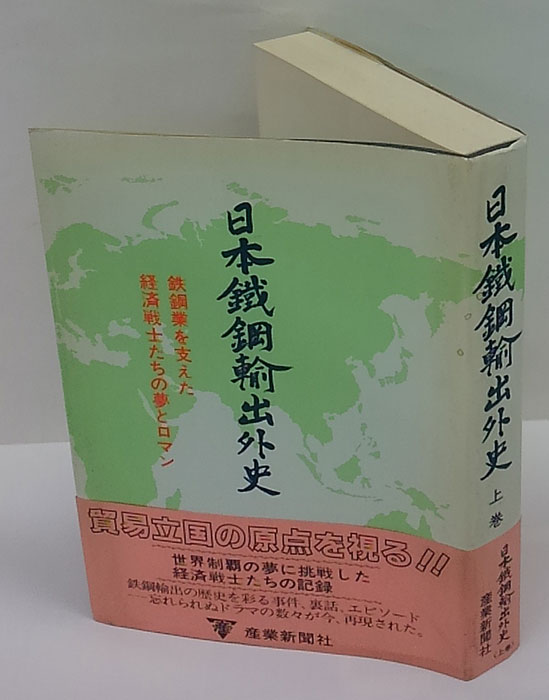 日本鐵鋼輸出外史
鉄鋼業を支えた
経済戦士たちの夢とロマン
貿易立国の原点を視る!!
世界制覇の夢に挑戦した
経済戦士たちの記録
鉄鋼輸出の歴史を彩る事件、裏話、エピソード
忘れられぬドラマの数々が今、再現された。
産業新聞社
日本鐵鋼輸出外史
上巻
日本鐵鋼輸出外史
(上巻)
産業新聞社